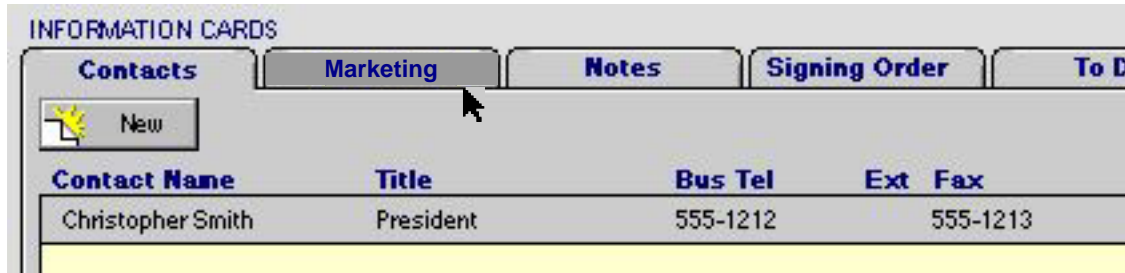 INFORMATION CARDS
Contacts Marketing Notes Signing Order To D
New
Contact Name Title Bus Tel Ext Fax
Christopher Smith President 555-1212 555-1213